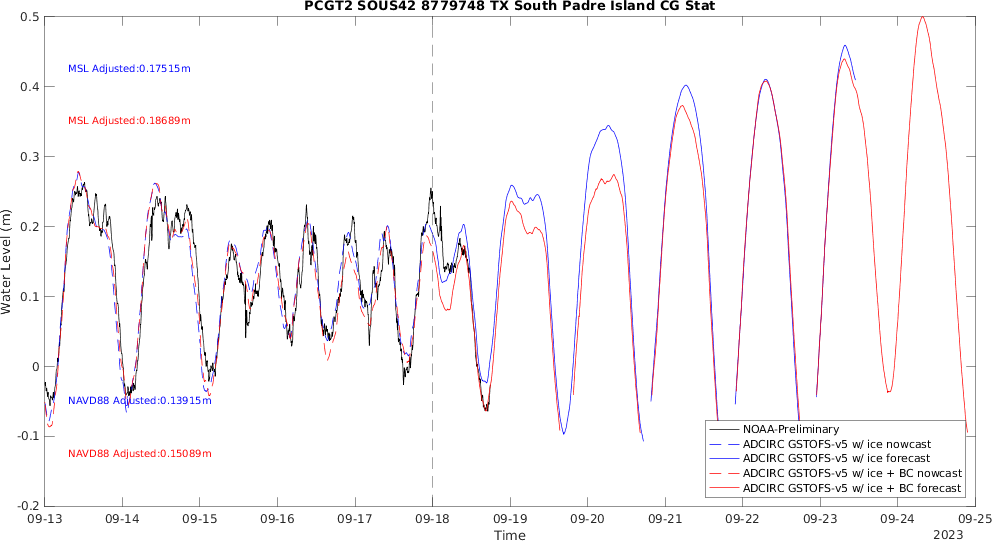 PCGT2 SOUS42 8779748 TX South Padre Island CG Stat
0.5
0.4
0.3
0.2
0.1
0
-0.1
-0.2
Water Level (m)
MSL Adjusted:0.17515m
MSL Adjusted:0.18689m
NAVD88 Adjusted:0.13915m
NAVD88 Adjusted:0.15089m
NOAA-Preliminary
ADCIRC GSTOFS-v5 w/ ice nowcast
ADCIRC GSTOFS-v5 w/ ice forecast
ADCIRC GSTOFS-v5 w/ ice + BC nowcast
ADCIRC GSTOFS-v5 w/ ice + BC forecast
09-13 09-14 09-15 09-16 09-17 09-18 09-19 09-20 09-21 09-22 09-23 09-24 09-25
Time
2023